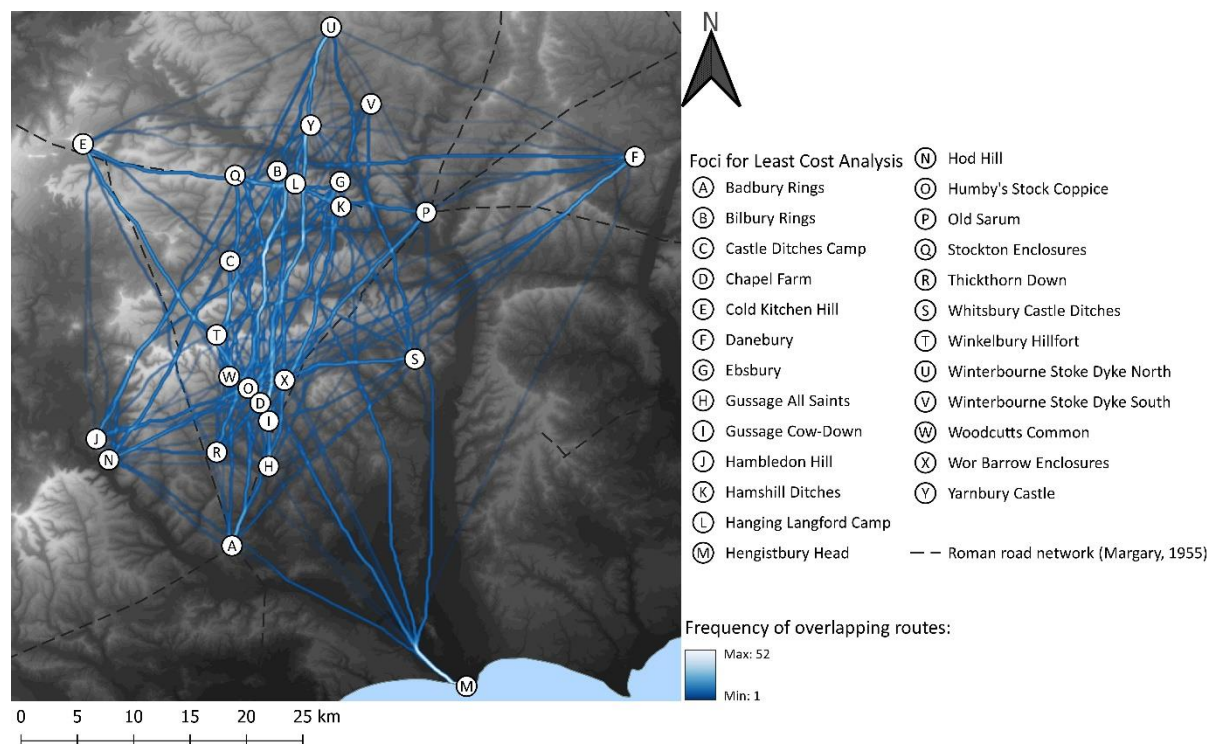 U
V
Y
E
F
B
Q
L
G
K
P
C
T
S
W
X
O
D
I
J
R
N
H
A
M
0 5 10 15 20 25 km
N
Foci for Least Cost Analysis
A Badbury Rings
B Bilbury Rings
C Castle Ditches Camp
D Chapel Farm
E Cold Kitchen Hill
F Danebury
G Ebsbury
H Gussage All Saints
I Gussage Cow-Down
J Hambledon Hill
K Hamshill Ditches
L Hanging Langford Camp
M Hengistbury Head
N Hod Hill
O Humby's Stock Coppice
P Old Sarum
Q Stockton Enclosures
R Thickthorn Down
S Whitsbury Castle Ditches
T Winkelbury Hillfort
U Winterbourne Stoke Dyke North
V Winterbourne Stoke Dyke South
W Woodcutts Common
X Wor Barrow Enclosures
Y Yarnbury Castle
Roman road network (Margary, 1955)
Frequency of overlapping routes:
Max: 52
Min: 1